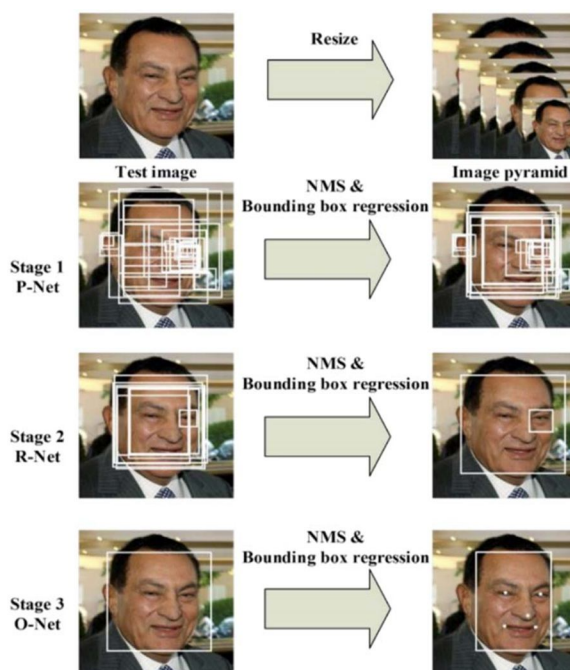 Resize
Test image
Image pyramid
NMS &
Bounding box regression
Stage 1
P-Net
NMS &
Bounding box regression
Stage 2
R-Net
NMS &
Bounding box regression
Stage 3
O-Net